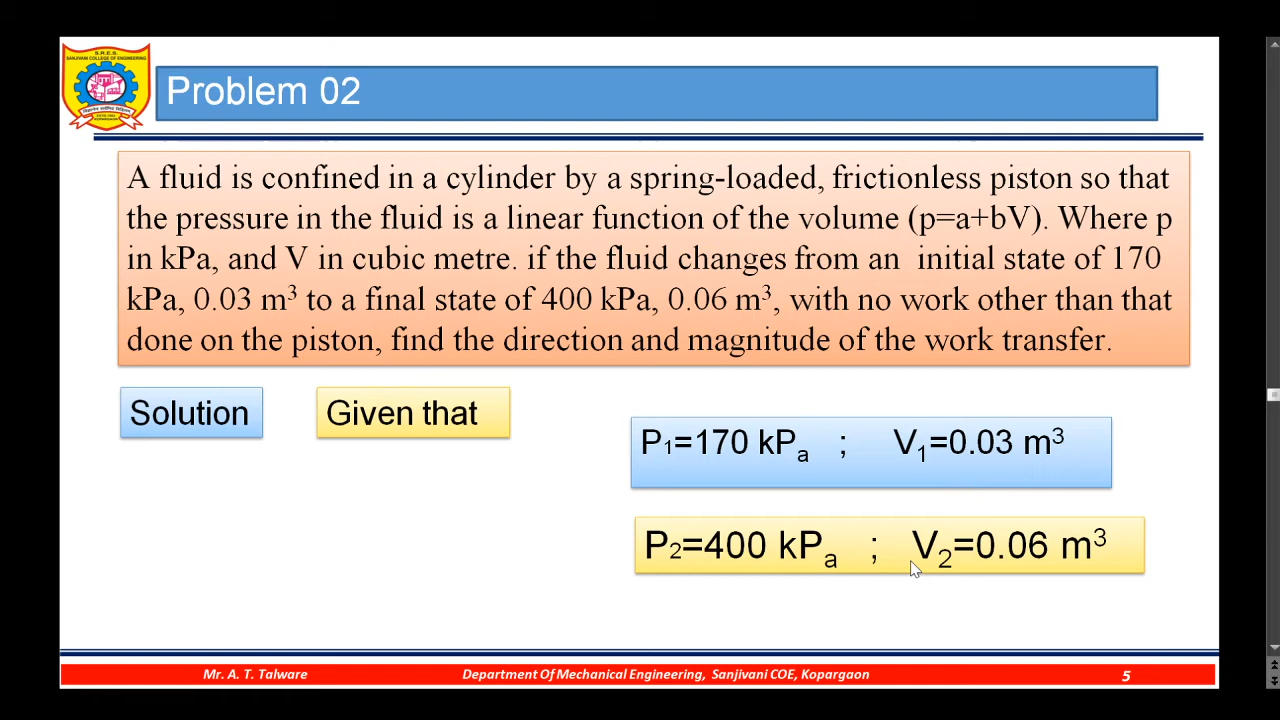 S.R.E.S.
SANJIVANI COLLEGE OF ENGINEERING
KOPARGAON
Problem 02
A fluid is confined in a cylinder by a spring-loaded, frictionless piston so that
the pressure in the fluid is a linear function of the volume (p=a+bV). Where p
in kPa, and V in cubic metre. if the fluid changes from an initial state of 170
kPa, 0.03 m³ to a final state of 400 kPa, 0.06 m³, with no work other than that
done on the piston, find the direction and magnitude of the work transfer.
Solution
Given that
P₁=170 kPₐ ; V₁=0.03 m³
P₂=400 kPₐ ; V₂=0.06 m³
Mr. A. T. Talware
Department Of Mechanical Engineering, Sanjivani COE, Kopargaon
5